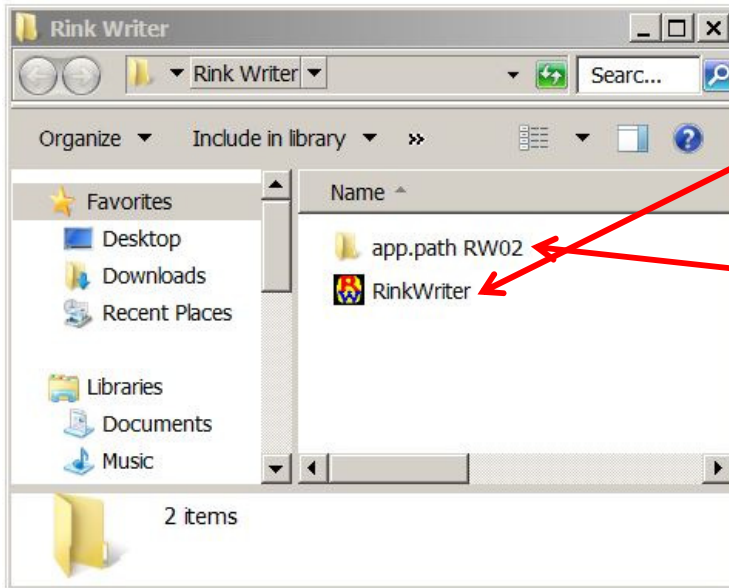 Rink Writer
Rink Writer
Searc...
Organize
Include in library
»
?
Favorites
Desktop
Downloads
Recent Places
Libraries
Documents
Music
Name
app.path RW02
RW
RinkWriter
2 items